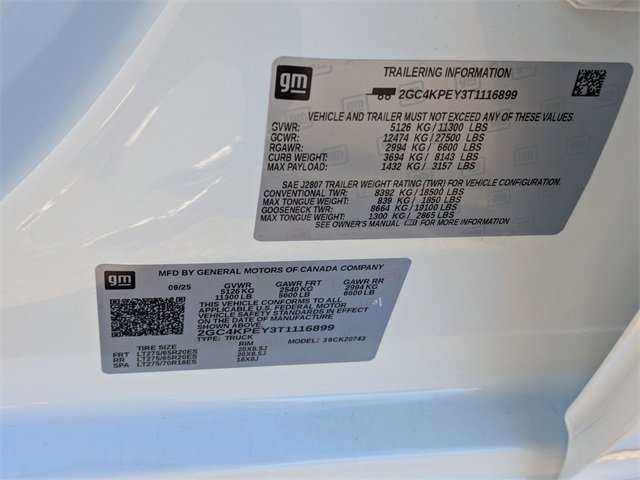 gm
TRAILERING INFORMATION
2GC4KPEY3T1116899
VEHICLE AND TRAILER MUST NOT EXCEED ANY OF THESE
GVWR: 5126 KG / 11300 LBS
GCWR: 12474 KG / 27500 LBS
RGAWR: 2994 KG / 6600 LBS
CURB WEIGHT: 3694 KG / 8143 LBS
MAX PAYLOAD: 1432 KG / 3157 LBS
SAE J2807 TRAILER WEIGHT RATING (TWR) FOR VEHICLE CONFIGURATION.
CONVENTIONAL TWR: 8392 KG / 18500 LBS
MAX TONGUE WEIGHT: 839 KG / 1850 LBS
GOOSENECK TWR: 8664 KG / 19100 LBS
MAX TONGUE WEIGHT: 1300 KG / 2865 LBS
SEE OWNER'S MANUAL FOR MORE INFORMATION
gm
MFD BY GENERAL MOTORS OF CANADA COMPANY
09/25 GVWR GAWR FRT GAWR RR
5126 KG 2540 KG 2994 KG
11300 LB 5600 LB 6600 LB
THIS VEHICLE CONFORMS TO ALL
APPLICABLE U.S. FEDERAL MOTOR
VEHICLE SAFETY STANDARDS IN EFFECT
ON THE DATE OF MANUFACTURE
SHOWN ABOVE.
2GC4KPEY3T1116899
TYPE: TRUCK MODEL: 39CK20743
TIRE SIZE RIM
FRT LT275/65R20ES 20X8.5J
RR LT275/65R20ES 20X8.5J
SPA LT275/70R18ES 18X8J